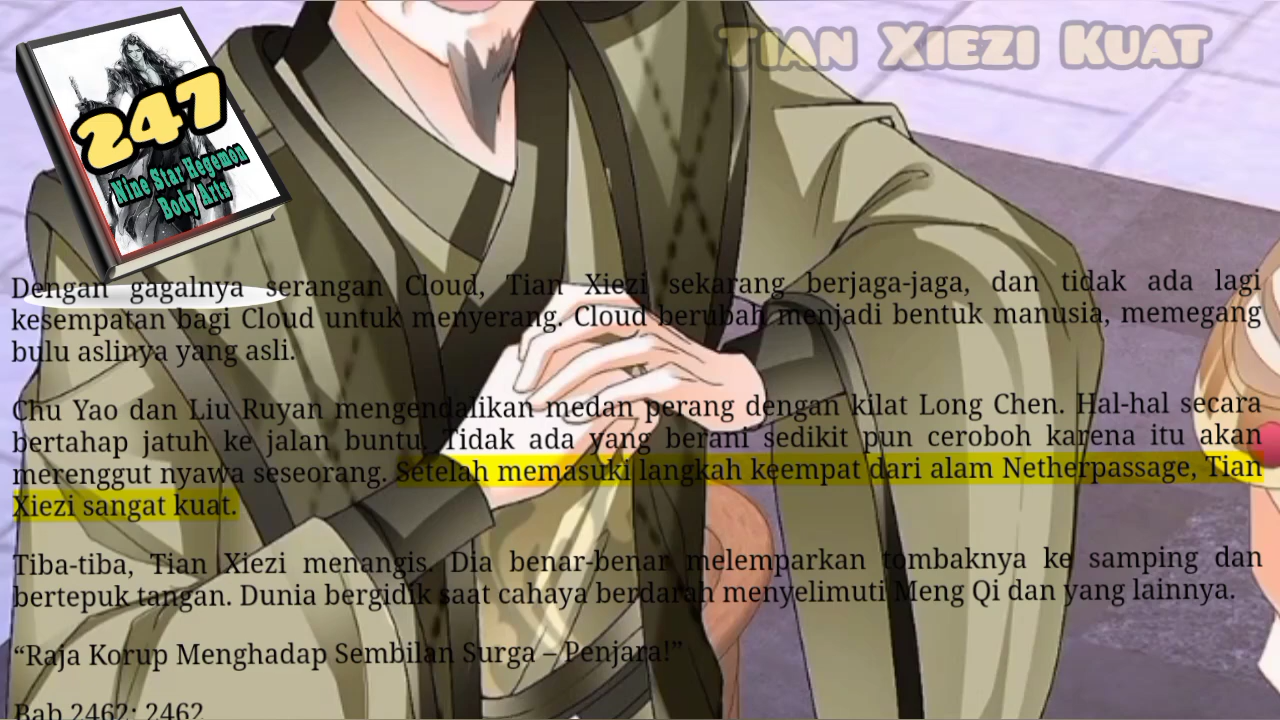 Tian Xiezi Kuat
247
Nine Star Hegemon
Body Arts
Dengan gagalnya serangan Cloud, Tian Xiezi sekarang berjaga-jaga, dan tidak ada lagi
kesempatan bagi Cloud untuk menyerang. Cloud berubah menjadi bentuk manusia, memegang
bulu aslinya yang asli.
Chu Yao dan Liu Ruyan mengendalikan medan perang dengan kilat Long Chen. Hal-hal secara
bertahap jatuh ke jalan buntu. Tidak ada yang berani sedikit pun ceroboh karena itu akan
merenggut nyawa seseorang. Setelah memasuki langkah keempat dari alam Netherpassage, Tian
Xiezi sangat kuat.
Tiba-tiba, Tian Xiezi menangis. Dia benar-benar melemparkan tombaknya ke samping dan
bertepuk tangan. Dunia bergidik saat cahaya berdarah menyelimuti Meng Qi dan yang lainnya.
“Raja Korup Menghadap Sembilan Surga – Penjara!”
Bab 2462: 2462